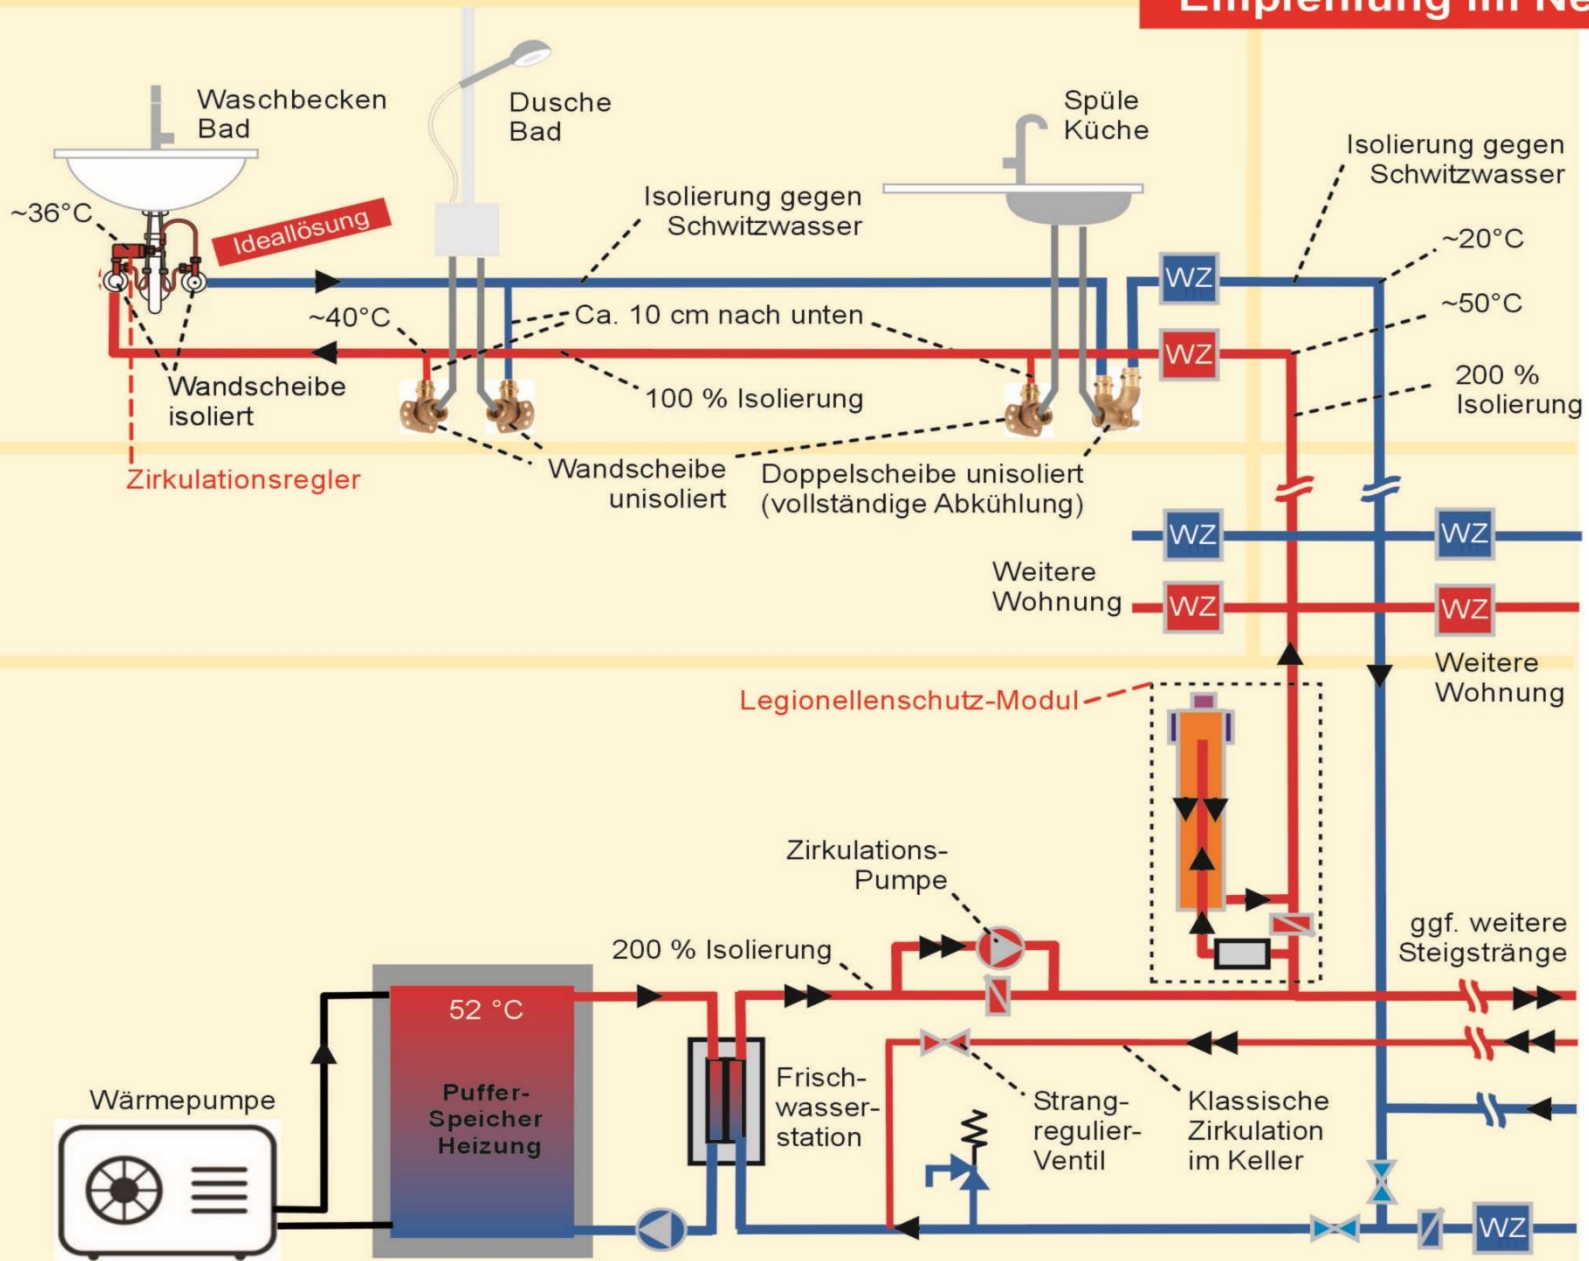 Empfehlung im Ne
Waschbecken
Bad
Dusche
Bad
Spüle
Küche
Isolierung gegen
Schwitzwasser
Isolierung gegen
Schwitzwasser
~36°C
Ideallösung
~20°C
WZ
~40°C
Ca. 10 cm nach unten
~50°C
WZ
Wandscheibe
isoliert
100 % Isolierung
200 %
Isolierung
Zirkulationsregler
Wandscheibe
unisoliert
Doppelscheibe unisoliert
(vollständige Abkühlung)
WZ
WZ
Weitere
Wohnung
WZ
WZ
Weitere
Wohnung
Legionellenschutz-Modul
Zirkulations-
Pumpe
200 % Isolierung
ggf. weitere
Steigstränge
52 °C
Puffer-
Speicher
Heizung
Wärmepumpe
Frisch-
wasser-
station
Strang-
regulier-
Ventil
Klassische
Zirkulation
im Keller
WZ